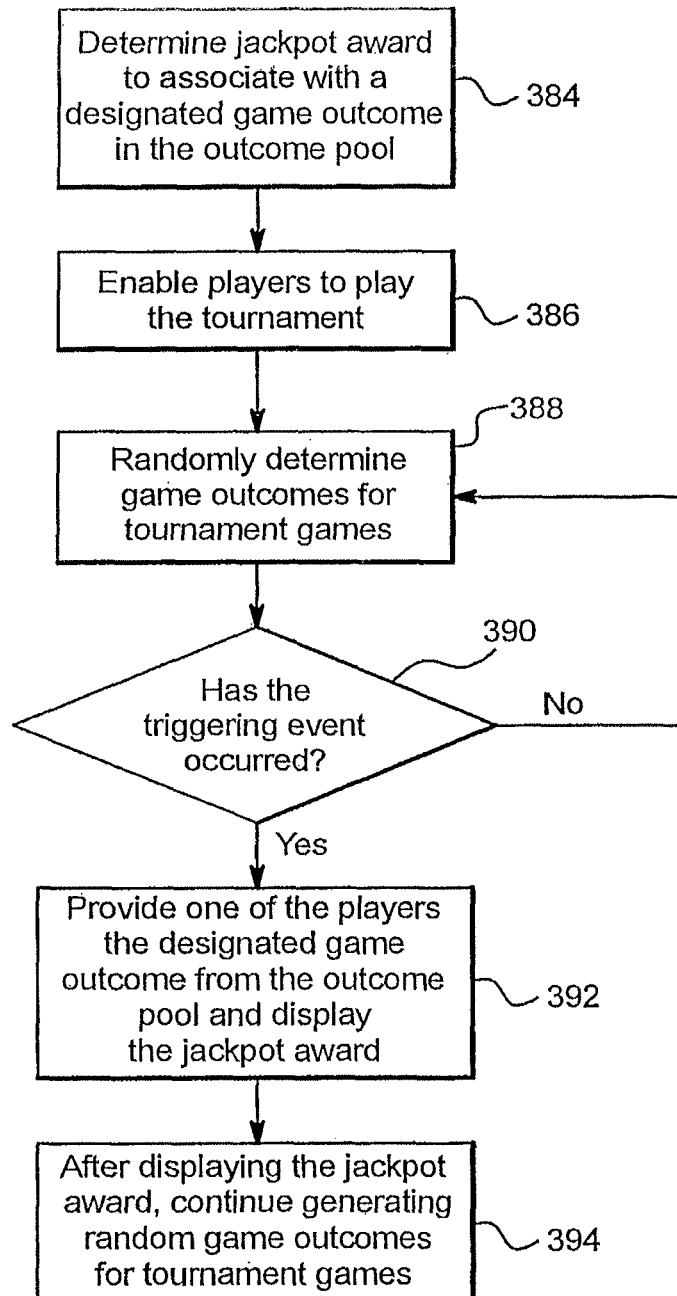 Determine jackpot award
to associate with a
designated game outcome
in the outcome pool
384
Enable players to play
the tournament
386
388
Randomly determine
game outcomes for
tournament games
390
Has the
triggering event
occurred?
No
Yes
Provide one of the players
the designated game
outcome from the outcome
pool and display
the jackpot award
392
After displaying the jackpot
award, continue generating
random game outcomes
for tournament games
394